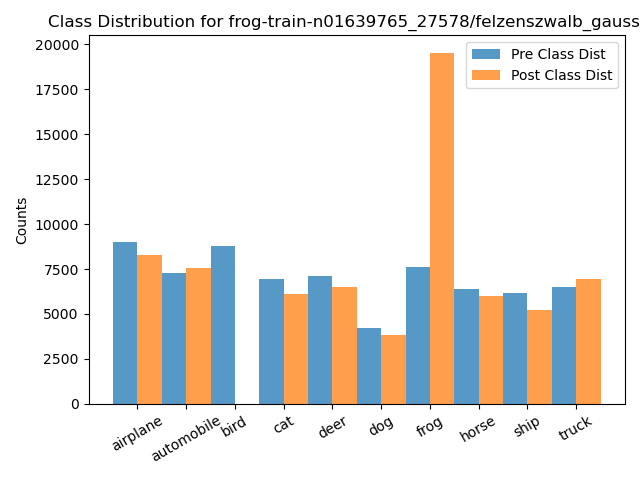 Class Distribution for frog-train-n01639765_27578/felzenszwalb_gauss
Pre Class Dist
Post Class Dist
Counts
20000
17500
15000
12500
10000
7500
5000
2500
0
airplane
automobile
bird
cat
deer
dog
frog
horse
ship
truck